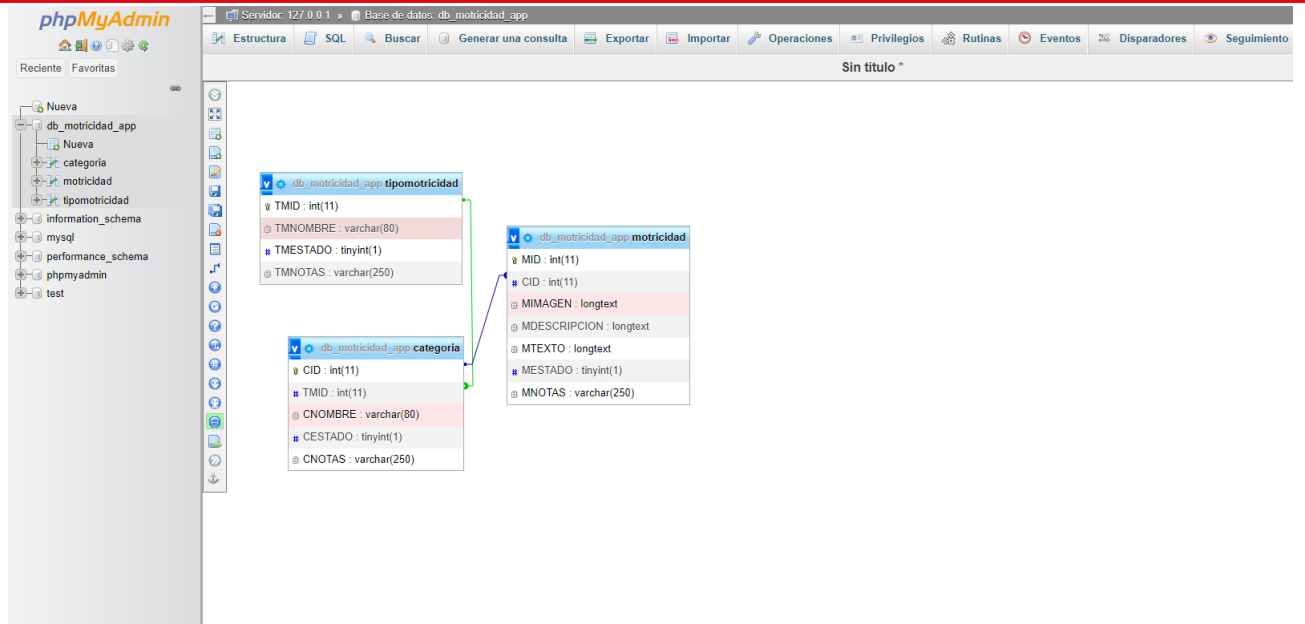 phpMyAdmin
Reciente Favoritas
Nueva
db_motricidad_app
Nueva
categoria
motricidad
tipomotricidad
information_schema
mysql
performance_schema
phpmyadmin
test
Servidor: 127.0.0.1 » Base de datos: db_motricidad_app
Estructura SQL Buscar Generar una consulta Exportar Importar Operaciones Privilegios Rutinas Eventos Disparadores Seguimiento
Sin título *
v db_motricidad_app tipomotricidad
TMID : int(11)
TMNOMBRE : varchar(80)
# TMESTADO : tinyint(1)
TMNOTAS : varchar(250)
v db_motricidad_app categoria
CID : int(11)
# TMID : int(11)
CNOMBRE : varchar(80)
# CESTADO : tinyint(1)
CNOTAS : varchar(250)
v db_motricidad_app motricidad
MID : int(11)
# CID : int(11)
MIMAGEN : longtext
MDESCRIPCION : longtext
MTEXTO : longtext
# MESTADO : tinyint(1)
MNOTAS : varchar(250)